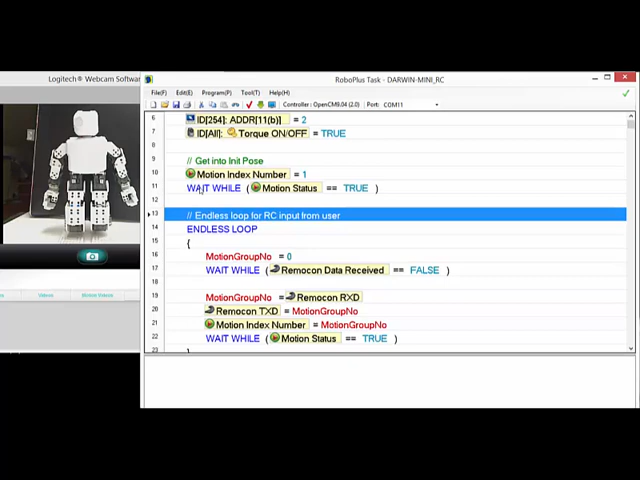 Logitech® Webcam Softwa
RoboPlus Task - DARWIN-MINI_RC
File(F) Edit(E) Program(P) Tool(T) Help(H)
Controller: OpenCM9.04 (2.0) Port: COM11
6 ID[254]: ADDR[11(b)] = 2
7 ID[All]: Torque ON/OFF = TRUE
8
9 // Get into Init Pose
10 Motion Index Number = 1
11 WAIT WHILE ( Motion Status == TRUE )
12
13 // Endless loop for RC input from user
14 ENDLESS LOOP
15 {
16 MotionGroupNo = 0
17 WAIT WHILE ( Remocon Data Received == FALSE )
18
19 MotionGroupNo = Remocon RXD
20 Remocon TXD = MotionGroupNo
21 Motion Index Number = MotionGroupNo
22 WAIT WHILE ( Motion Status == TRUE )
23 }
Videos Motion Videos